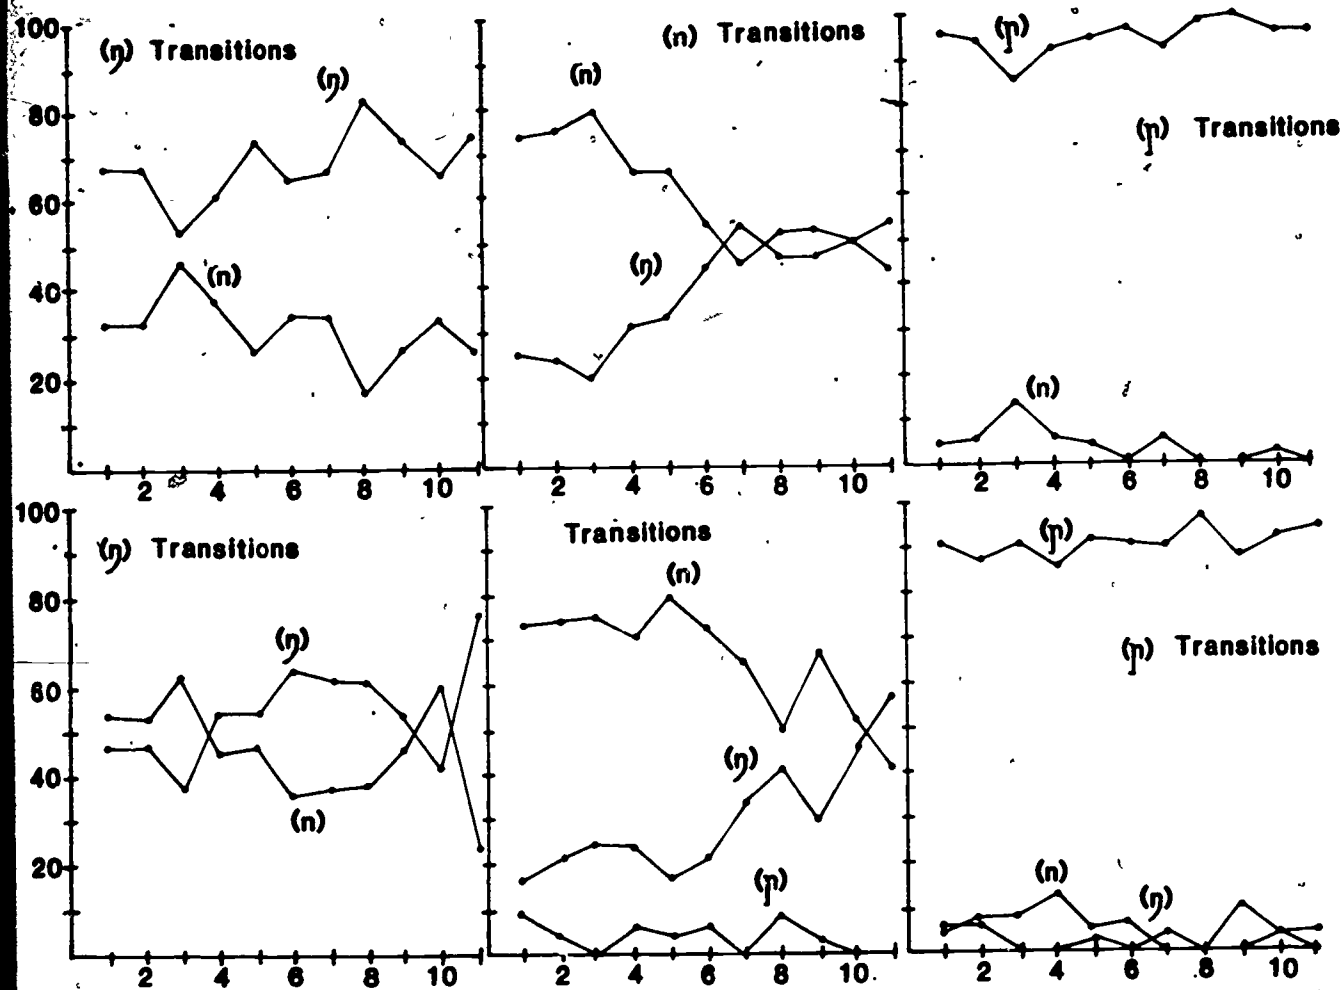 100
80
60
40
20
(ŋ) Transitions
(ŋ)
(n)
2 4 6 8 10
(n) Transitions
(n)
(ŋ)
2 4 6 8 10
(ɲ)
(ɲ) Transitions
(n)
2 4 6 8 10
100
80
60
40
20
(ŋ) Transitions
(ŋ)
(n)
2 4 6 8 10
Transitions
(n)
(ŋ)
(ɲ)
2 4 6 8 10
(ɲ)
(ɲ) Transitions
(n)
(ŋ)
2 4 6 8 10